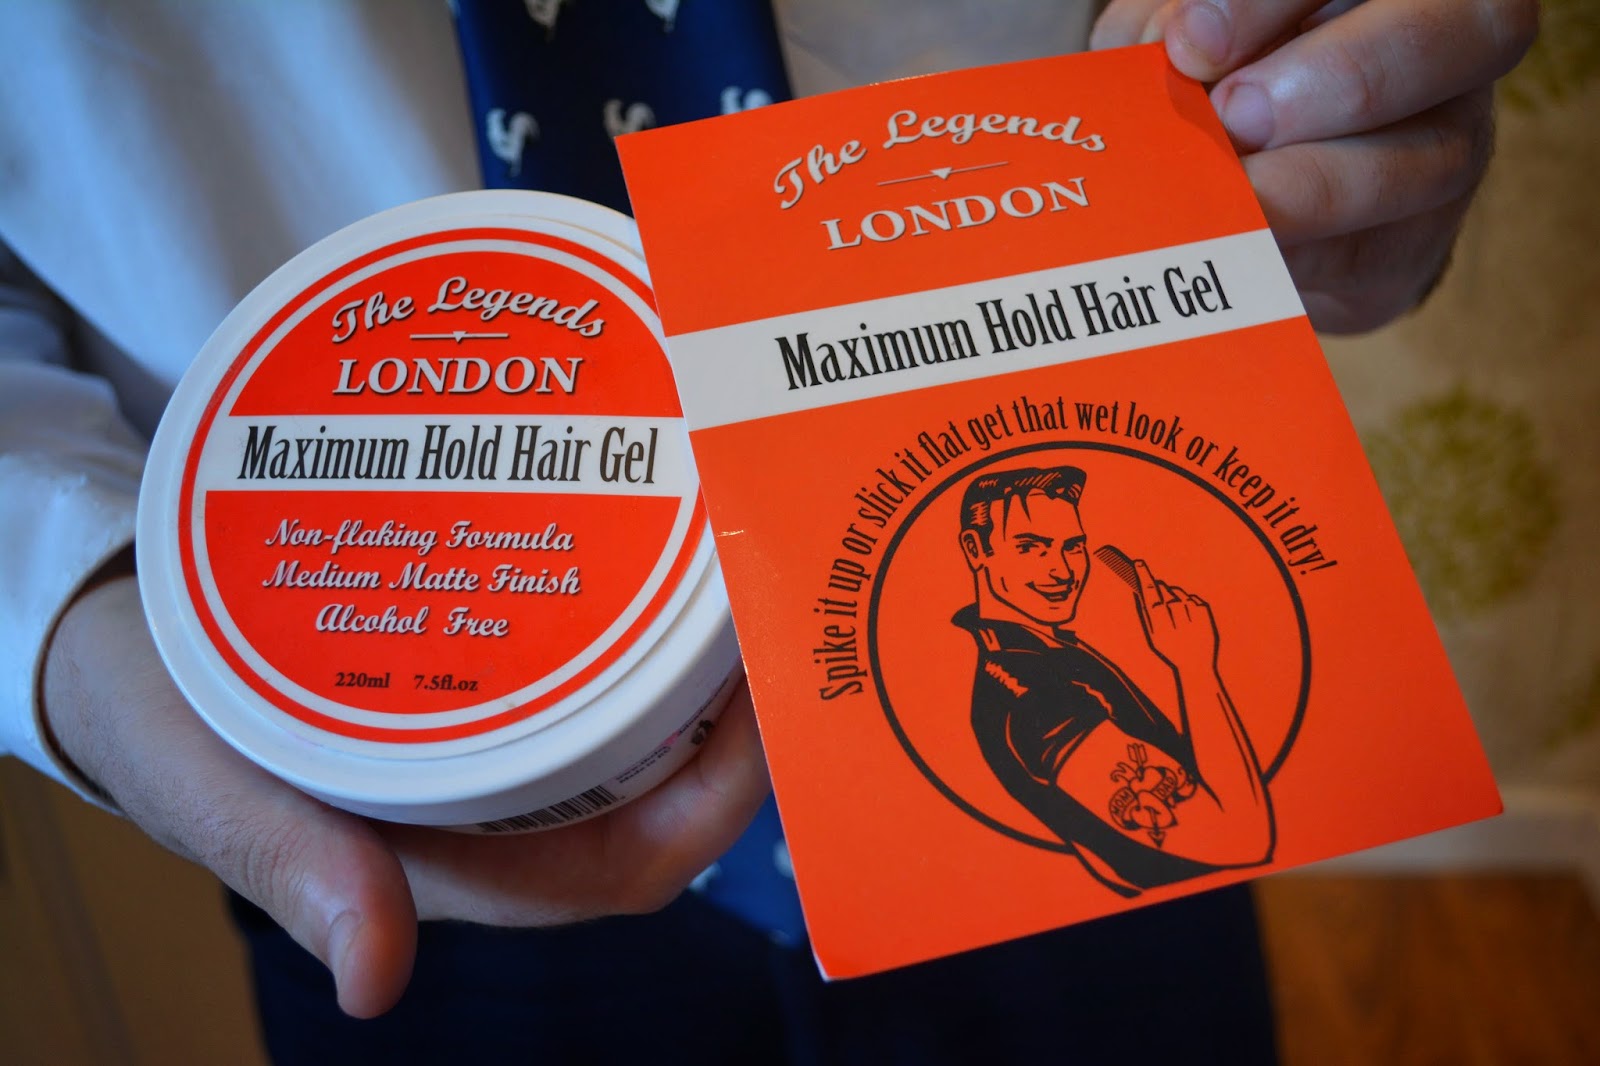 The Legends
LONDON
Maximum Hold Hair Gel
Non-flaking Formula
Medium Matte Finish
Alcohol Free
220ml 7.5fl.oz
The Legends
LONDON
Maximum Hold Hair Gel
Spike it up or slick it flat get that wet look or keep it dry!
MOM
DAD